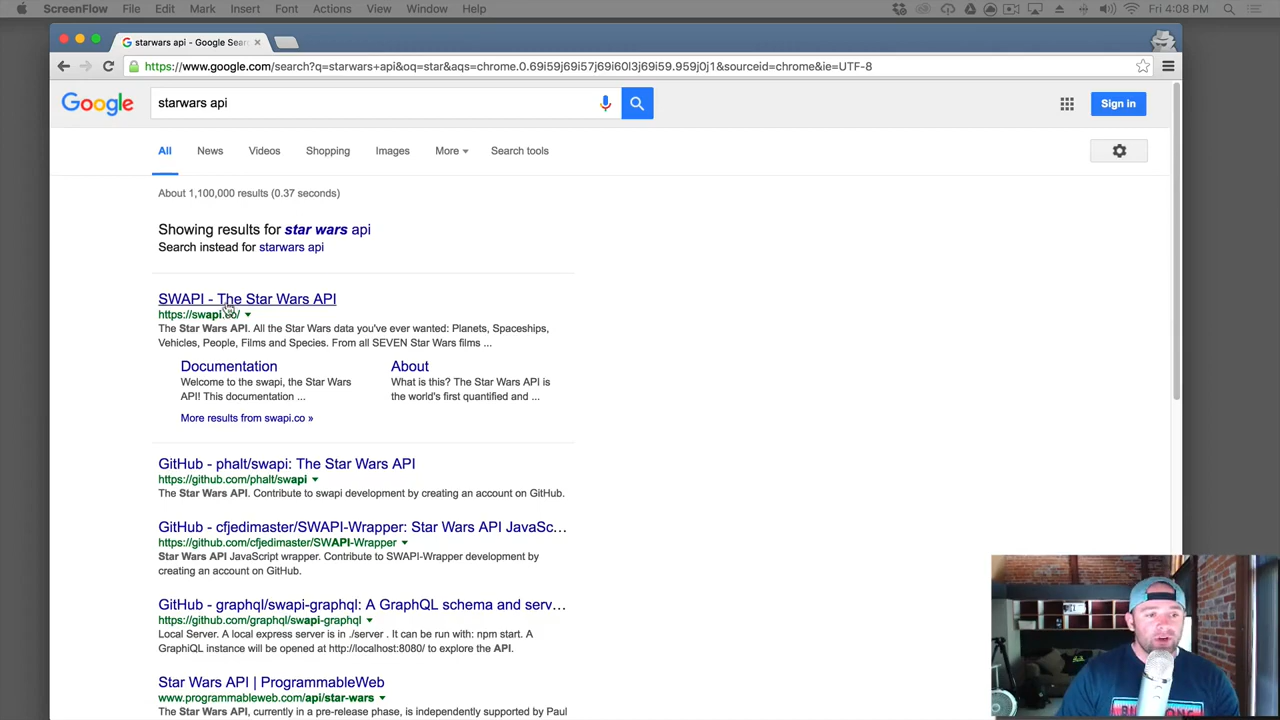 ScreenFlow File Edit Mark Insert Font Actions View Window Help Fri 4:08 PM
starwars api - Google Sear
https://www.google.com/search?q=starwars+api&oq=star&aqs=chrome.0.69i59j69i57j69i60l3j69i59.959j0j1&sourceid=chrome&ie=UTF-8
Google starwars api Sign in
All News Videos Shopping Images More Search tools
About 1,100,000 results (0.37 seconds)
Showing results for star wars api
Search instead for starwars api
SWAPI - The Star Wars API
https://swapi.co/
The Star Wars API. All the Star Wars data you've ever wanted: Planets, Spaceships,
Vehicles, People, Films and Species. From all SEVEN Star Wars films ...
Documentation About
Welcome to the swapi, the Star Wars What is this? The Star Wars API is
API! This documentation ... the world's first quantified and ...
More results from swapi.co »
GitHub - phalt/swapi: The Star Wars API
https://github.com/phalt/swapi
The Star Wars API. Contribute to swapi development by creating an account on GitHub.
GitHub - cfjedimaster/SWAPI-Wrapper: Star Wars API JavaSc...
https://github.com/cfjedimaster/SWAPI-Wrapper
Star Wars API JavaScript wrapper. Contribute to SWAPI-Wrapper development by
creating an account on GitHub.
GitHub - graphql/swapi-graphql: A GraphQL schema and serv...
https://github.com/graphql/swapi-graphql
Local Server. A local express server is in ./server . It can be run with: npm start. A
GraphiQL instance will be opened at http://localhost:8080/ to explore the API.
Star Wars API | ProgrammableWeb
www.programmableweb.com/api/star-wars
The Star Wars API, currently in a pre-release phase, is independently supported by Paul